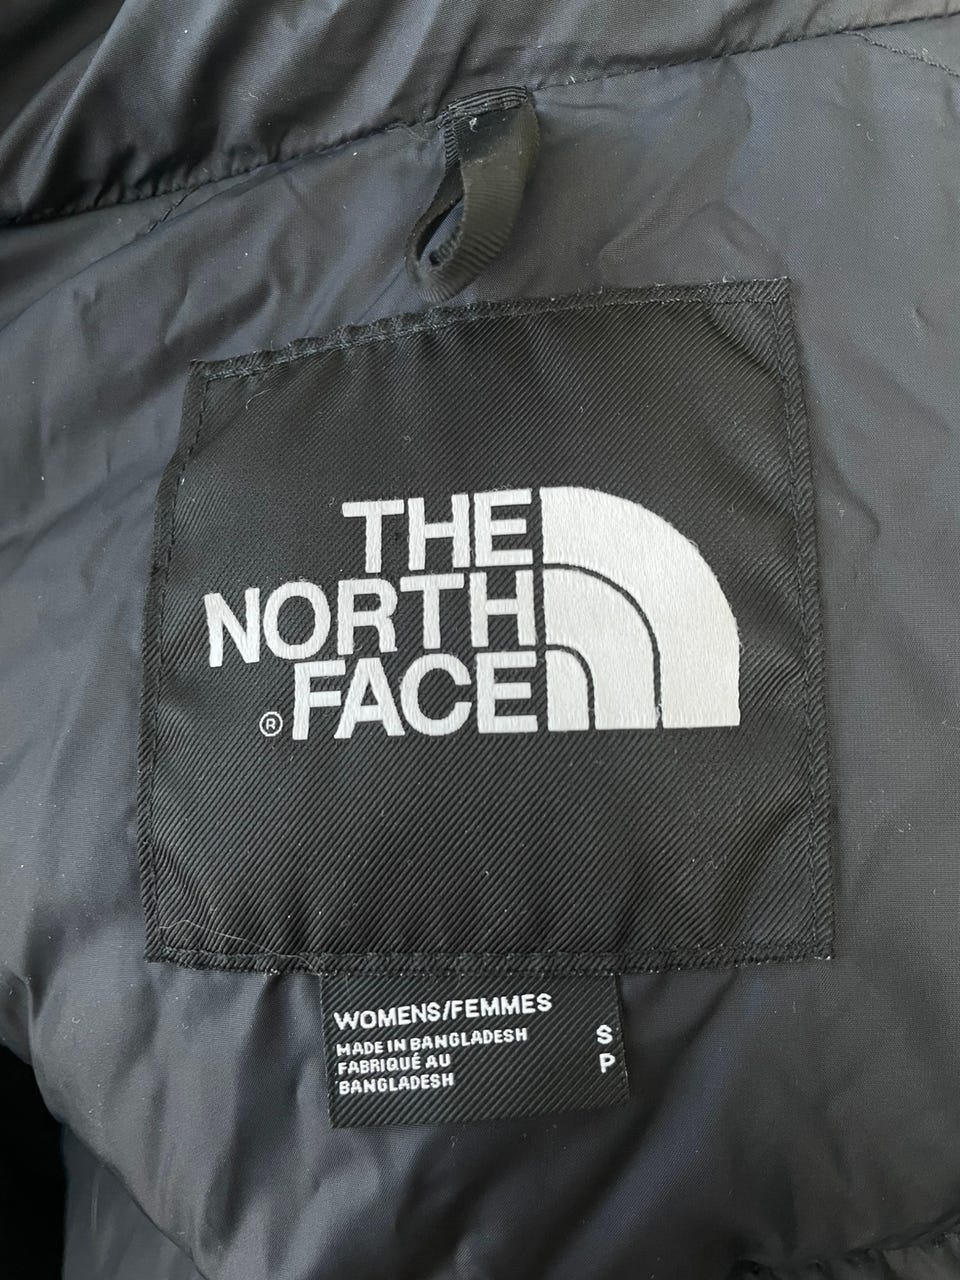 THE
NORTH
® FACE
WOMENS/FEMMES
MADE IN BANGLADESH S
FABRIQUÉ AU P
BANGLADESH